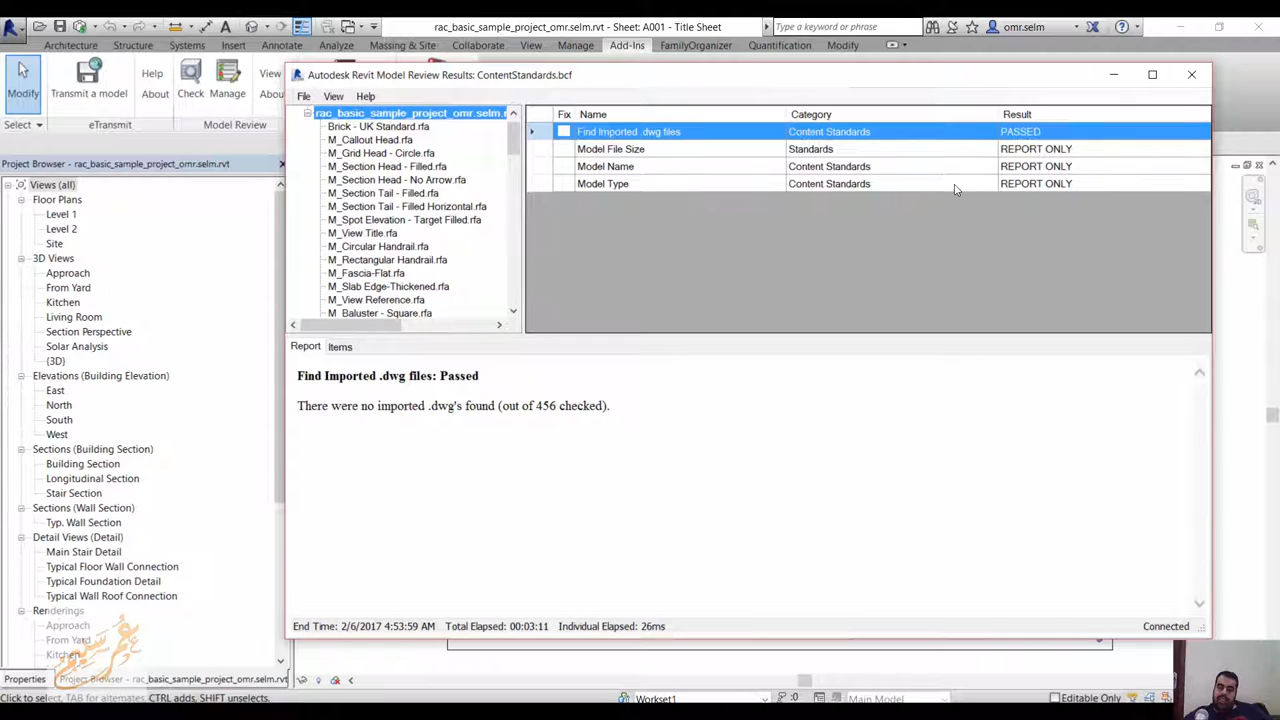 rac_basic_sample_project_omr.selm.rvt - Sheet: A001 - Title Sheet
Type a keyword or phrase
omr.selm
Architecture Structure Systems Insert Annotate Analyze Massing & Site Collaborate View Manage Add-Ins FamilyOrganizer Quantification Modify
Modify
Transmit a model
Help
About
Check
Manage
View
Select
eTransmit
Model Review
Autodesk Revit Model Review Results: ContentStandards.bcf
File View Help
Project Browser - rac_basic_sample_project_omr.selm.rvt
Views (all)
Floor Plans
Level 1
Level 2
Site
3D Views
Approach
From Yard
Kitchen
Living Room
Section Perspective
Solar Analysis
{3D}
Elevations (Building Elevation)
East
North
South
West
Sections (Building Section)
Building Section
Longitudinal Section
Stair Section
Sections (Wall Section)
Typ. Wall Section
Detail Views (Detail)
Main Stair Detail
Typical Floor Wall Connection
Typical Foundation Detail
Typical Wall Roof Connection
Renderings
Approach
From Yard
Kitchen
rac_basic_sample_project_omr.selm.r
Brick - UK Standard.rfa
M_Callout Head.rfa
M_Grid Head - Circle.rfa
M_Section Head - Filled.rfa
M_Section Head - No Arrow.rfa
M_Section Tail - Filled.rfa
M_Section Tail - Filled Horizontal.rfa
M_Spot Elevation - Target Filled.rfa
M_View Title.rfa
M_Circular Handrail.rfa
M_Rectangular Handrail.rfa
M_Fascia-Flat.rfa
M_Slab Edge-Thickened.rfa
M_View Reference.rfa
M_Baluster - Square.rfa
Fix Name Category Result
Find Imported .dwg files Content Standards PASSED
Model File Size Standards REPORT ONLY
Model Name Content Standards REPORT ONLY
Model Type Content Standards REPORT ONLY
Report Items
Find Imported .dwg files: Passed
There were no imported .dwg's found (out of 456 checked).
End Time: 2/6/2017 4:53:59 AM Total Elapsed: 00:03:11 Individual Elapsed: 26ms Connected
Properties Project Browser - rac_basic_sample_project_omr.selm.rvt
Click to select, TAB for alternates, CTRL adds, SHIFT unselects.
Workset1
:0
Main Model
Editable Only